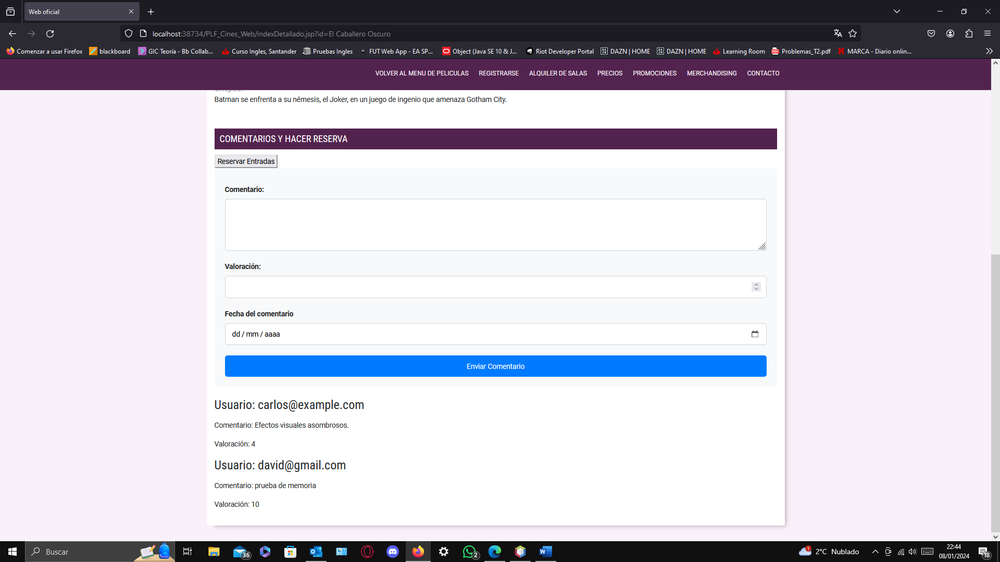 Web oficial
localhost:38734/PLF_Cines_Web/indexDetallado.jsp?id=El Caballero Oscuro
Comenzar a usar Firefox blackboard GIC Teoría - Bb Collab... Curso Ingles, Santander Pruebas Ingles FUT Web App - EA SP... Object (Java SE 10 & J... Riot Developer Portal DAZN | HOME DAZN | HOME Learning Room Problemas_T2.pdf MARCA - Diario onlin...
VOLVER AL MENU DE PELICULAS REGISTRARSE ALQUILER DE SALAS PRECIOS PROMOCIONES MERCHANDISING CONTACTO
Batman se enfrenta a su némesis, el Joker, en un juego de ingenio que amenaza Gotham City.
COMENTARIOS Y HACER RESERVA
Reservar Entradas
Comentario:
Valoración:
Fecha del comentario
dd / mm / aaaa
Enviar Comentario
Usuario: carlos@example.com
Comentario: Efectos visuales asombrosos.
Valoración: 4
Usuario: david@gmail.com
Comentario: prueba de memoria
Valoración: 10
Buscar 36 2 1 2°C Nublado 22:44 18
08/01/2024